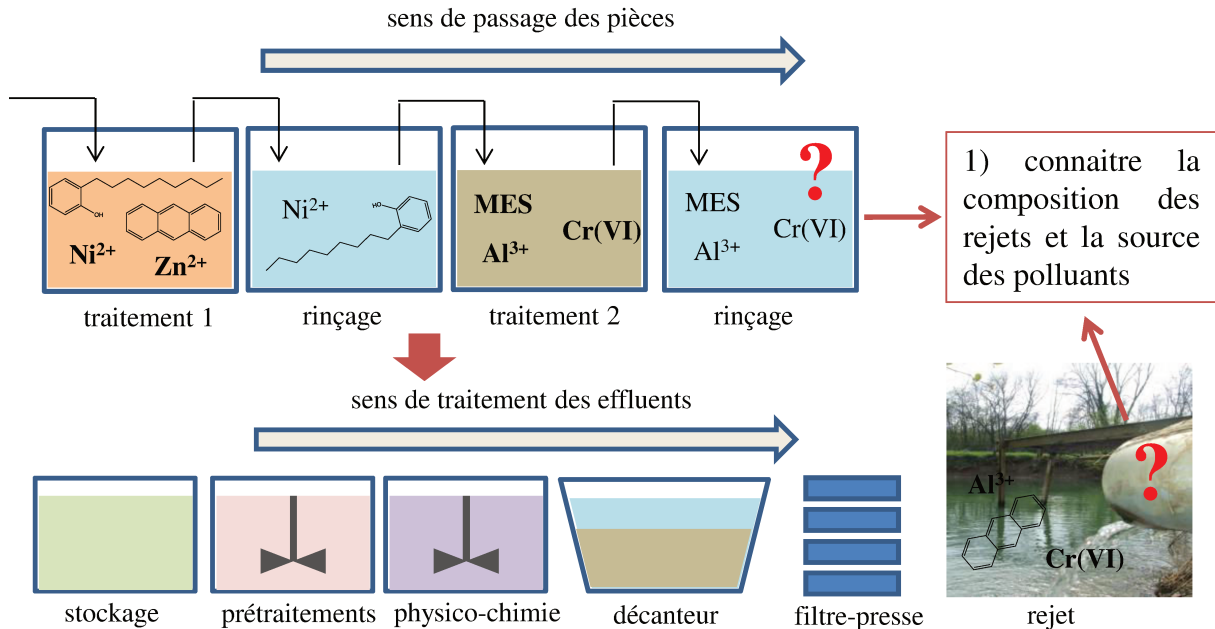 sens de passage des pièces
OH
Ni²⁺
Zn²⁺
traitement 1
Ni²⁺
HO
rinçage
MES
Cr(VI)
Al³⁺
traitement 2
?
MES
Cr(VI)
Al³⁺
rinçage
1) connaitre la
composition des
rejets et la source
des polluants
sens de traitement des effluents
stockage
prétraitements
physico-chimie
décanteur
filtre-presse
?
Al³⁺
Cr(VI)
rejet